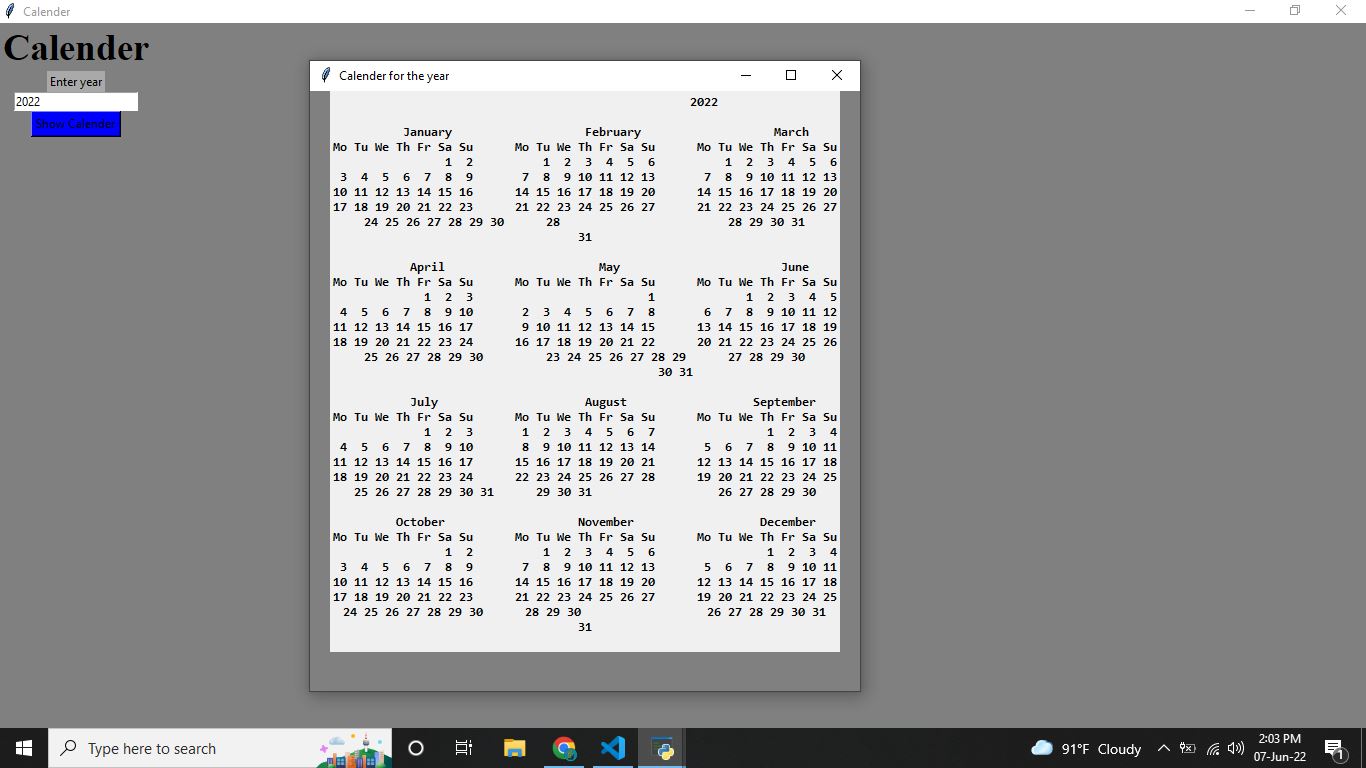 Calender
Calender
Enter year
2022
Show Calender
Calender for the year
2022
January February March
Mo Tu We Th Fr Sa Su Mo Tu We Th Fr Sa Su Mo Tu We Th Fr Sa Su
1 2 1 2 3 4 5 6 1 2 3 4 5 6
3 4 5 6 7 8 9 7 8 9 10 11 12 13 7 8 9 10 11 12 13
10 11 12 13 14 15 16 14 15 16 17 18 19 20 14 15 16 17 18 19 20
17 18 19 20 21 22 23 21 22 23 24 25 26 27 21 22 23 24 25 26 27
24 25 26 27 28 29 30 28 28 29 30 31
31
April May June
Mo Tu We Th Fr Sa Su Mo Tu We Th Fr Sa Su Mo Tu We Th Fr Sa Su
1 2 3 1 1 2 3 4 5
4 5 6 7 8 9 10 2 3 4 5 6 7 8 6 7 8 9 10 11 12
11 12 13 14 15 16 17 9 10 11 12 13 14 15 13 14 15 16 17 18 19
18 19 20 21 22 23 24 16 17 18 19 20 21 22 20 21 22 23 24 25 26
25 26 27 28 29 30 23 24 25 26 27 28 29 27 28 29 30
30 31
July August September
Mo Tu We Th Fr Sa Su Mo Tu We Th Fr Sa Su Mo Tu We Th Fr Sa Su
1 2 3 1 2 3 4 5 6 7 1 2 3 4
4 5 6 7 8 9 10 8 9 10 11 12 13 14 5 6 7 8 9 10 11
11 12 13 14 15 16 17 15 16 17 18 19 20 21 12 13 14 15 16 17 18
18 19 20 21 22 23 24 22 23 24 25 26 27 28 19 20 21 22 23 24 25
25 26 27 28 29 30 31 29 30 31 26 27 28 29 30
October November December
Mo Tu We Th Fr Sa Su Mo Tu We Th Fr Sa Su Mo Tu We Th Fr Sa Su
1 2 1 2 3 4 5 6 1 2 3 4
3 4 5 6 7 8 9 7 8 9 10 11 12 13 5 6 7 8 9 10 11
10 11 12 13 14 15 16 14 15 16 17 18 19 20 12 13 14 15 16 17 18
17 18 19 20 21 22 23 21 22 23 24 25 26 27 19 20 21 22 23 24 25
24 25 26 27 28 29 30 28 29 30 26 27 28 29 30 31
31
Type here to search
91°F Cloudy
2:03 PM
07-Jun-22
1